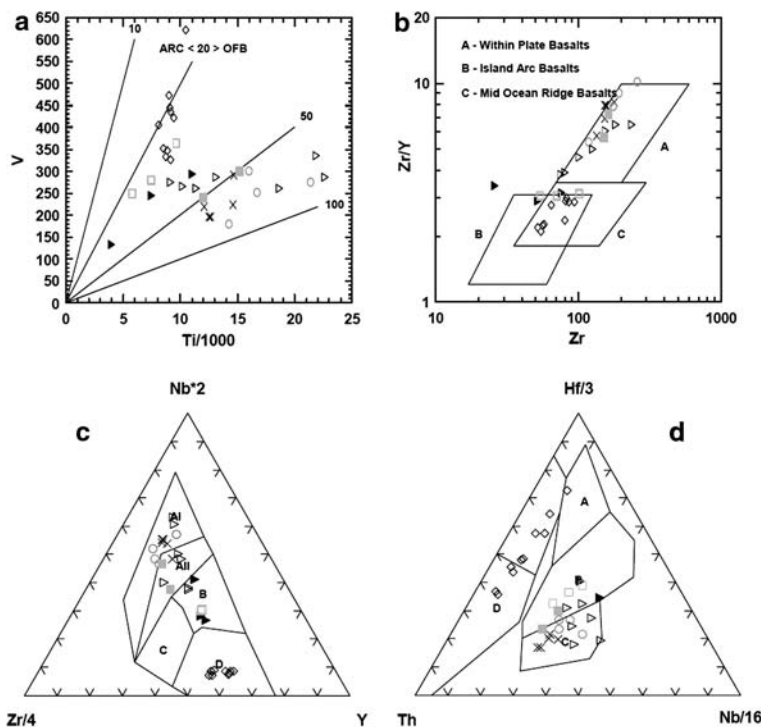 a
650
600
550
500
450
400
350
300
250
200
150
100
50
0
V
10
ARC < 20 > OFB
50
100
0 5 10 15 20 25
Ti/1000
b
A - Within Plate Basalts
B - Island Arc Basalts
C - Mid Ocean Ridge Basalts
10
1
Zr/Y
A
B
C
10 100 1000
Zr
Nb*2
c
AI
AII
B
C
D
Zr/4
Y
Hf/3
d
A
B
C
D
Th
Nb/16